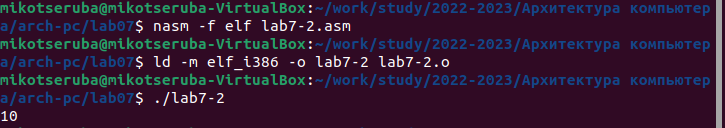 mikotseruba@mikotseruba-VirtualBox:~/work/study/2022-2023/Архитектура компьютер
а/arch-pc/lab07$ nasm -f elf lab7-2.asm
mikotseruba@mikotseruba-VirtualBox:~/work/study/2022-2023/Архитектура компьютер
а/arch-pc/lab07$ ld -m elf_i386 -o lab7-2 lab7-2.o
mikotseruba@mikotseruba-VirtualBox:~/work/study/2022-2023/Архитектура компьютер
а/arch-pc/lab07$ ./lab7-2
10